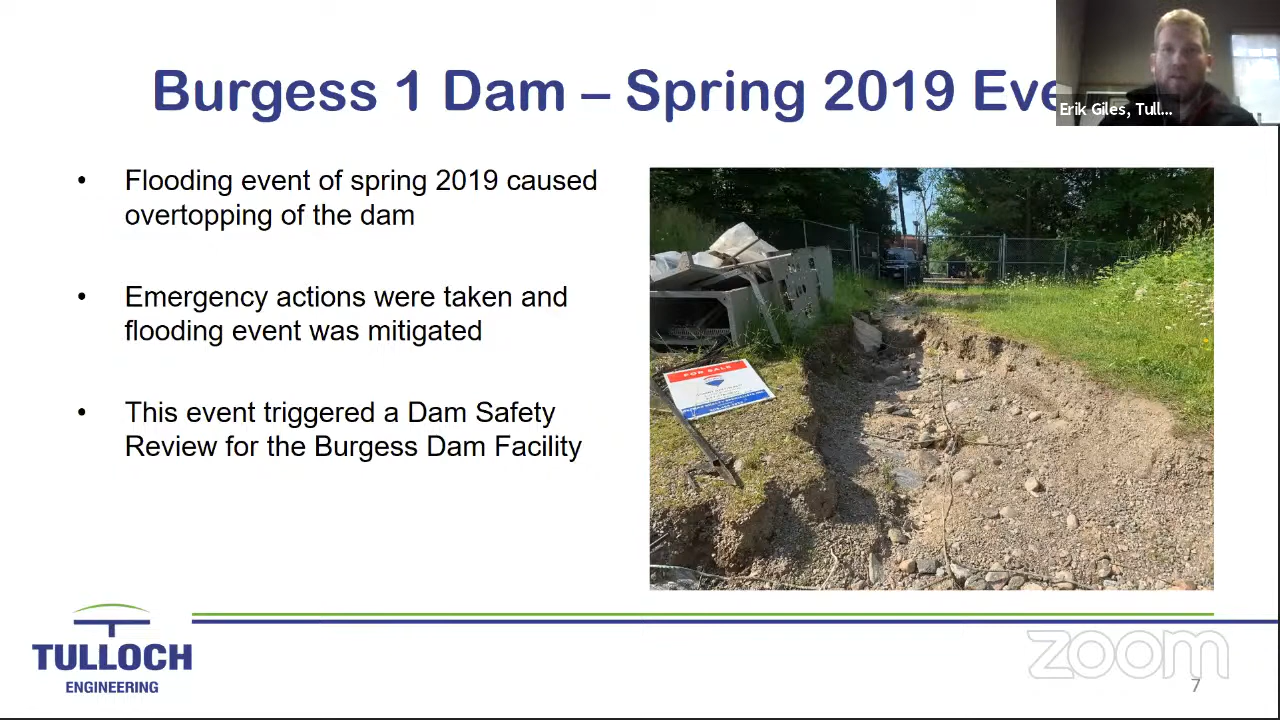 Burgess 1 Dam – Spring 2019 Eve
Erik Giles, Tull...
• Flooding event of spring 2019 caused
overtopping of the dam
• Emergency actions were taken and
flooding event was mitigated
• This event triggered a Dam Safety
Review for the Burgess Dam Facility
FOR SALE
TULLOCH
ENGINEERING
zoom
7